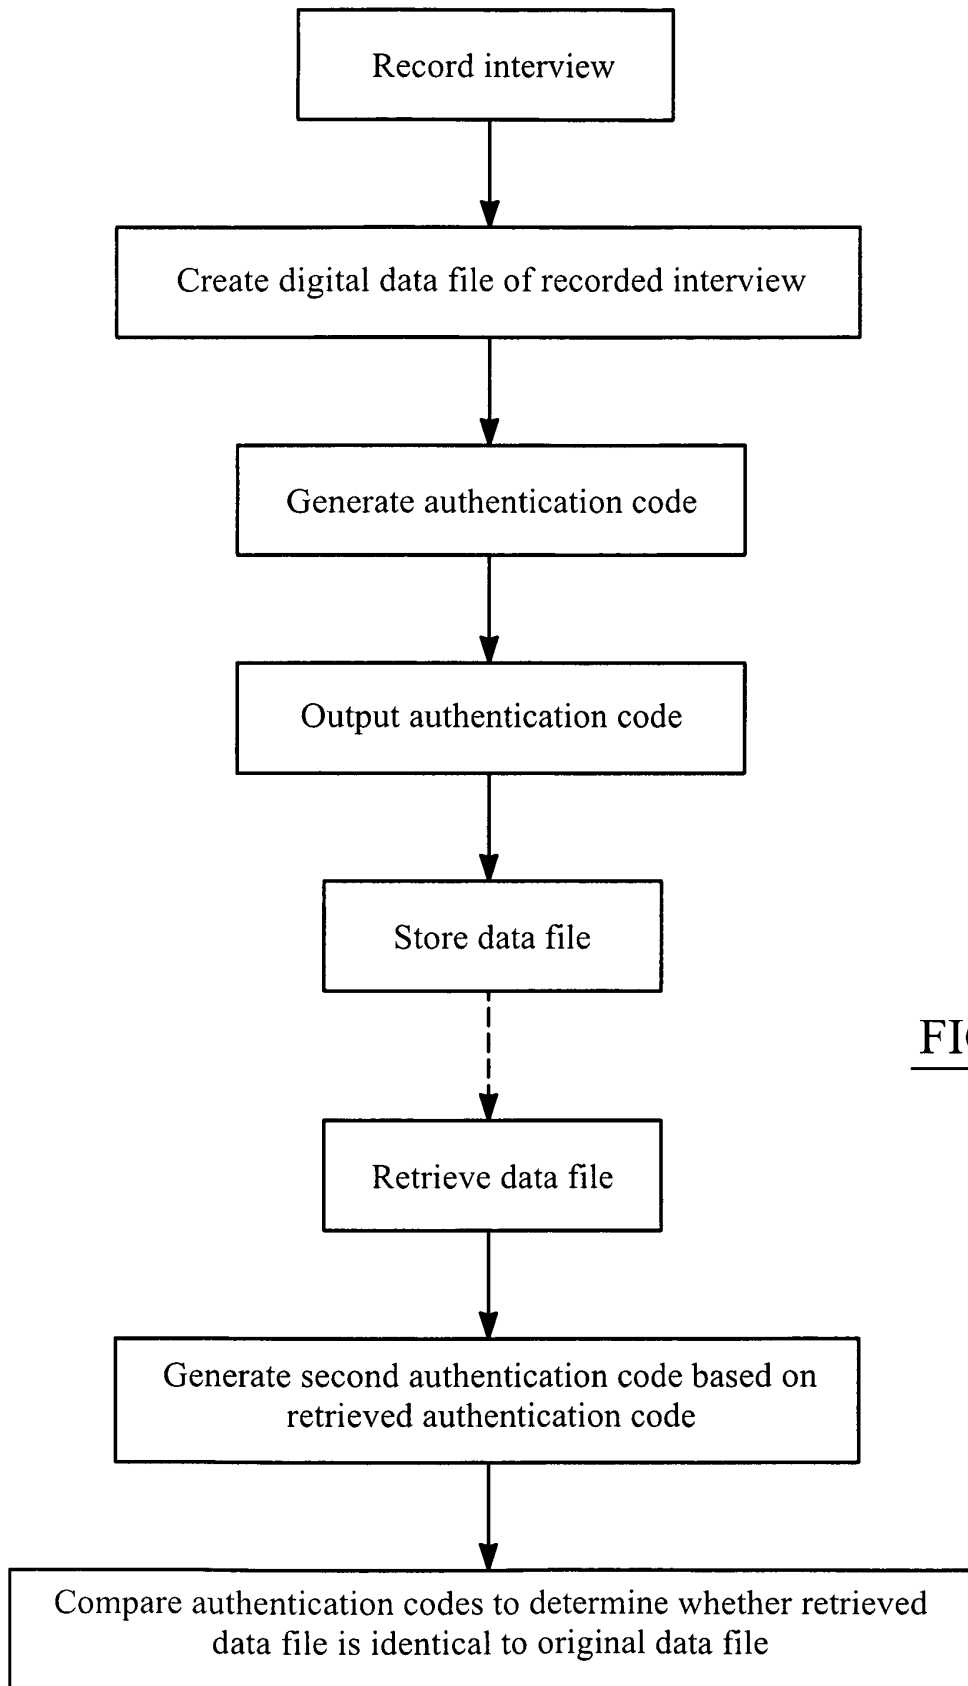 Record interview
Create digital data file of recorded interview
Generate authentication code
Output authentication code
Store data file
Retrieve data file
Generate second authentication code based on
retrieved authentication code
Compare authentication codes to determine whether retrieved
data file is identical to original data file